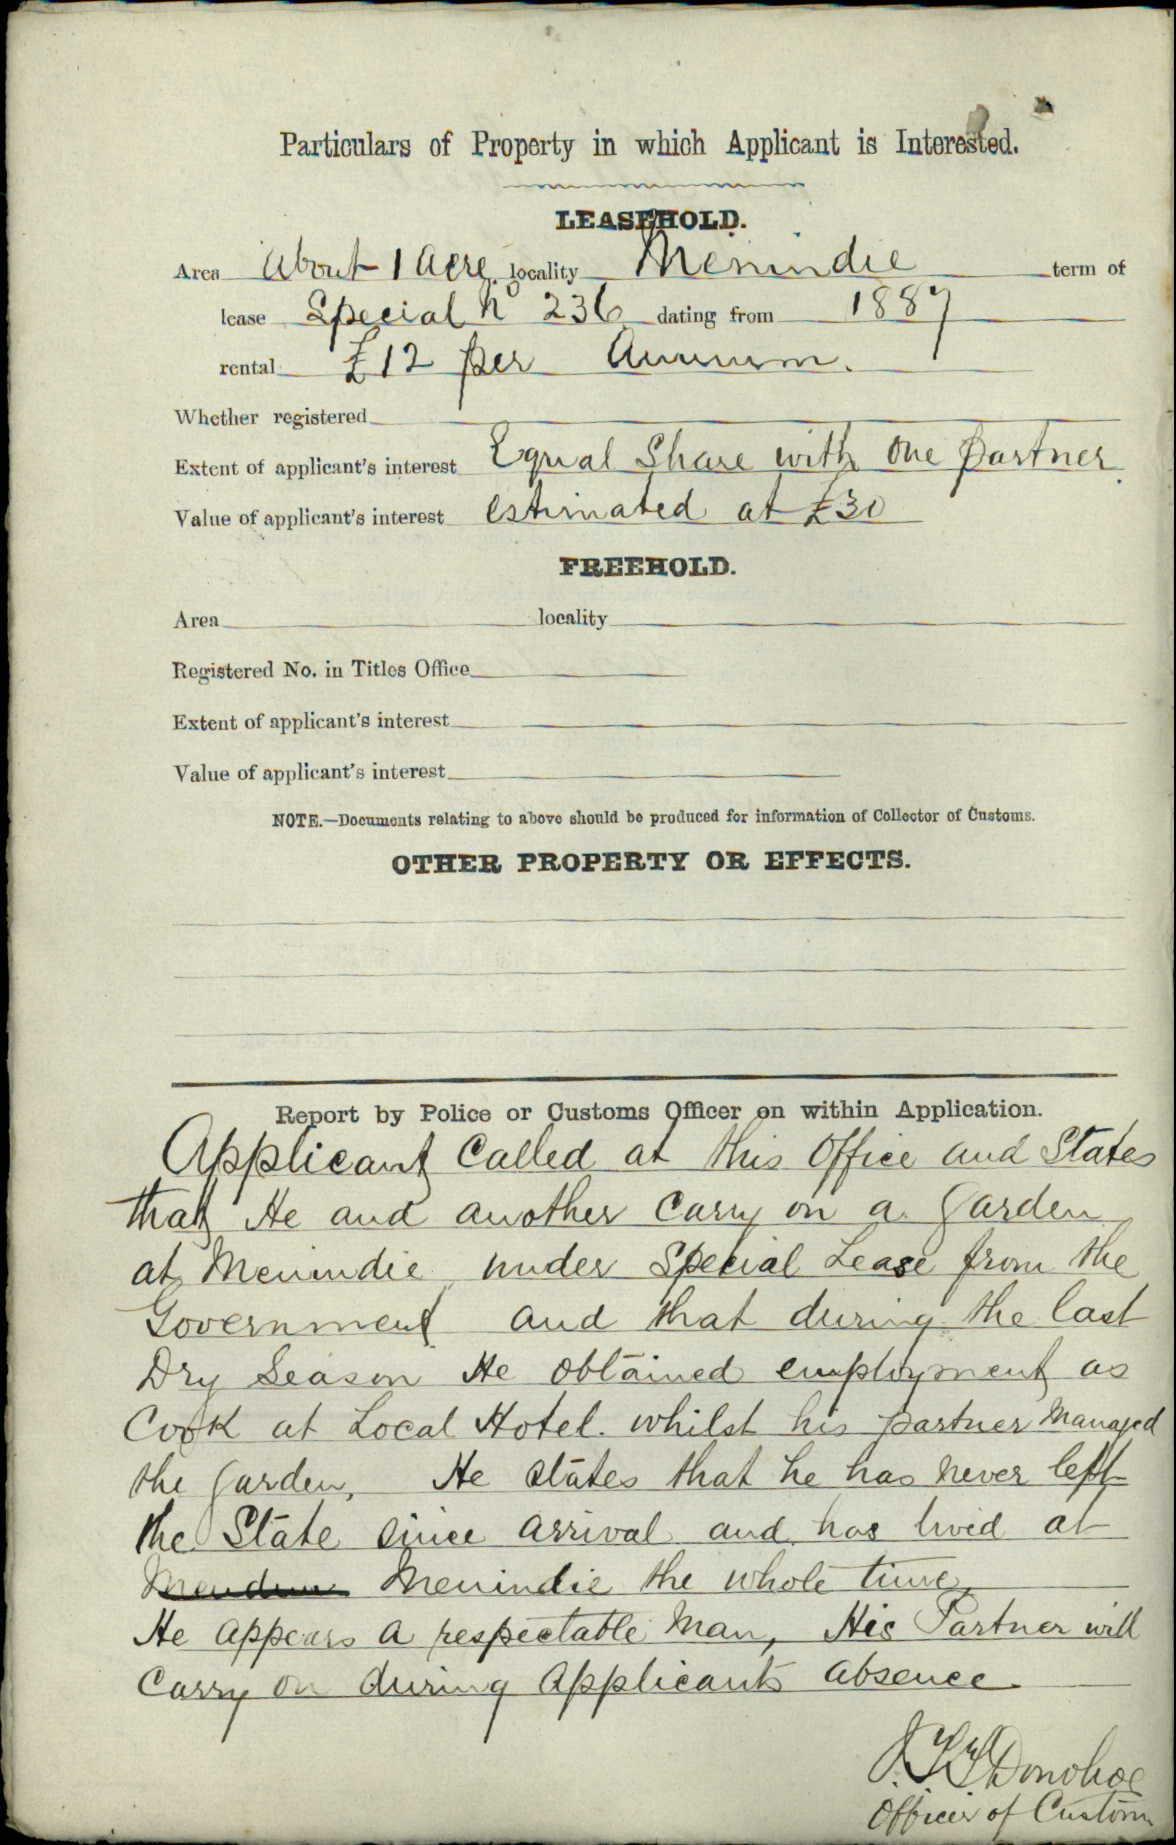 Particulars of Property in which Applicant is Interested.
LEASEHOLD.
Area About 1 Acre locality Menindie term of
lease Special No 236 dating from 1887
rental £12 per Annum.
Whether registered
Extent of applicant's interest Equal Share with One partner
Value of applicant's interest estimated at £30
FREEHOLD.
Area locality
Registered No. in Titles Office
Extent of applicant's interest
Value of applicant's interest
NOTE.—Documents relating to above should be produced for information of Collector of Customs.
OTHER PROPERTY OR EFFECTS.
Report by Police or Customs Officer on within Application.
Applicant Called at this Office and States
that He and another Carry on a Garden
at Menindie under Special Lease from the
Government and that during the last
Dry Season He obtained employment as
Cook at Local Hotel. whilst his partner Managed
the Garden, He states that he has never left
the State since arrival and has lived at
Menindie the whole time,
He appears a respectable Man, His Partner will
Carry on during Applicants absence
Donohoe
Officer of Customs